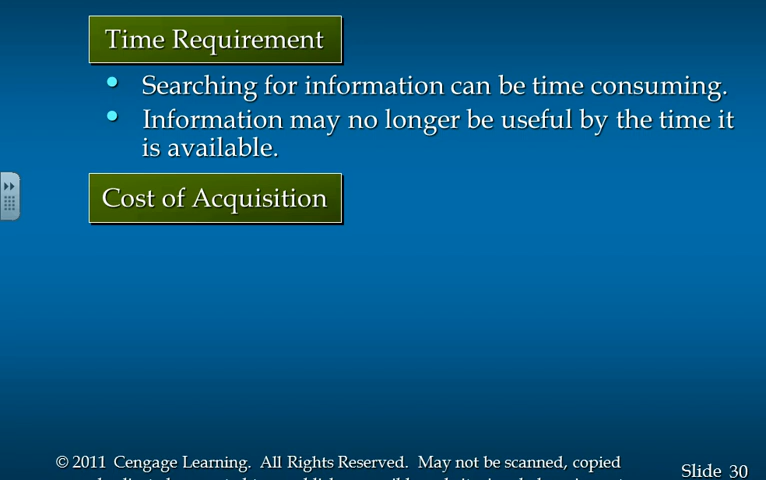 Time Requirement
• Searching for information can be time consuming.
• Information may no longer be useful by the time it
is available.
Cost of Acquisition
© 2011 Cengage Learning. All Rights Reserved. May not be scanned, copied
Slide 30